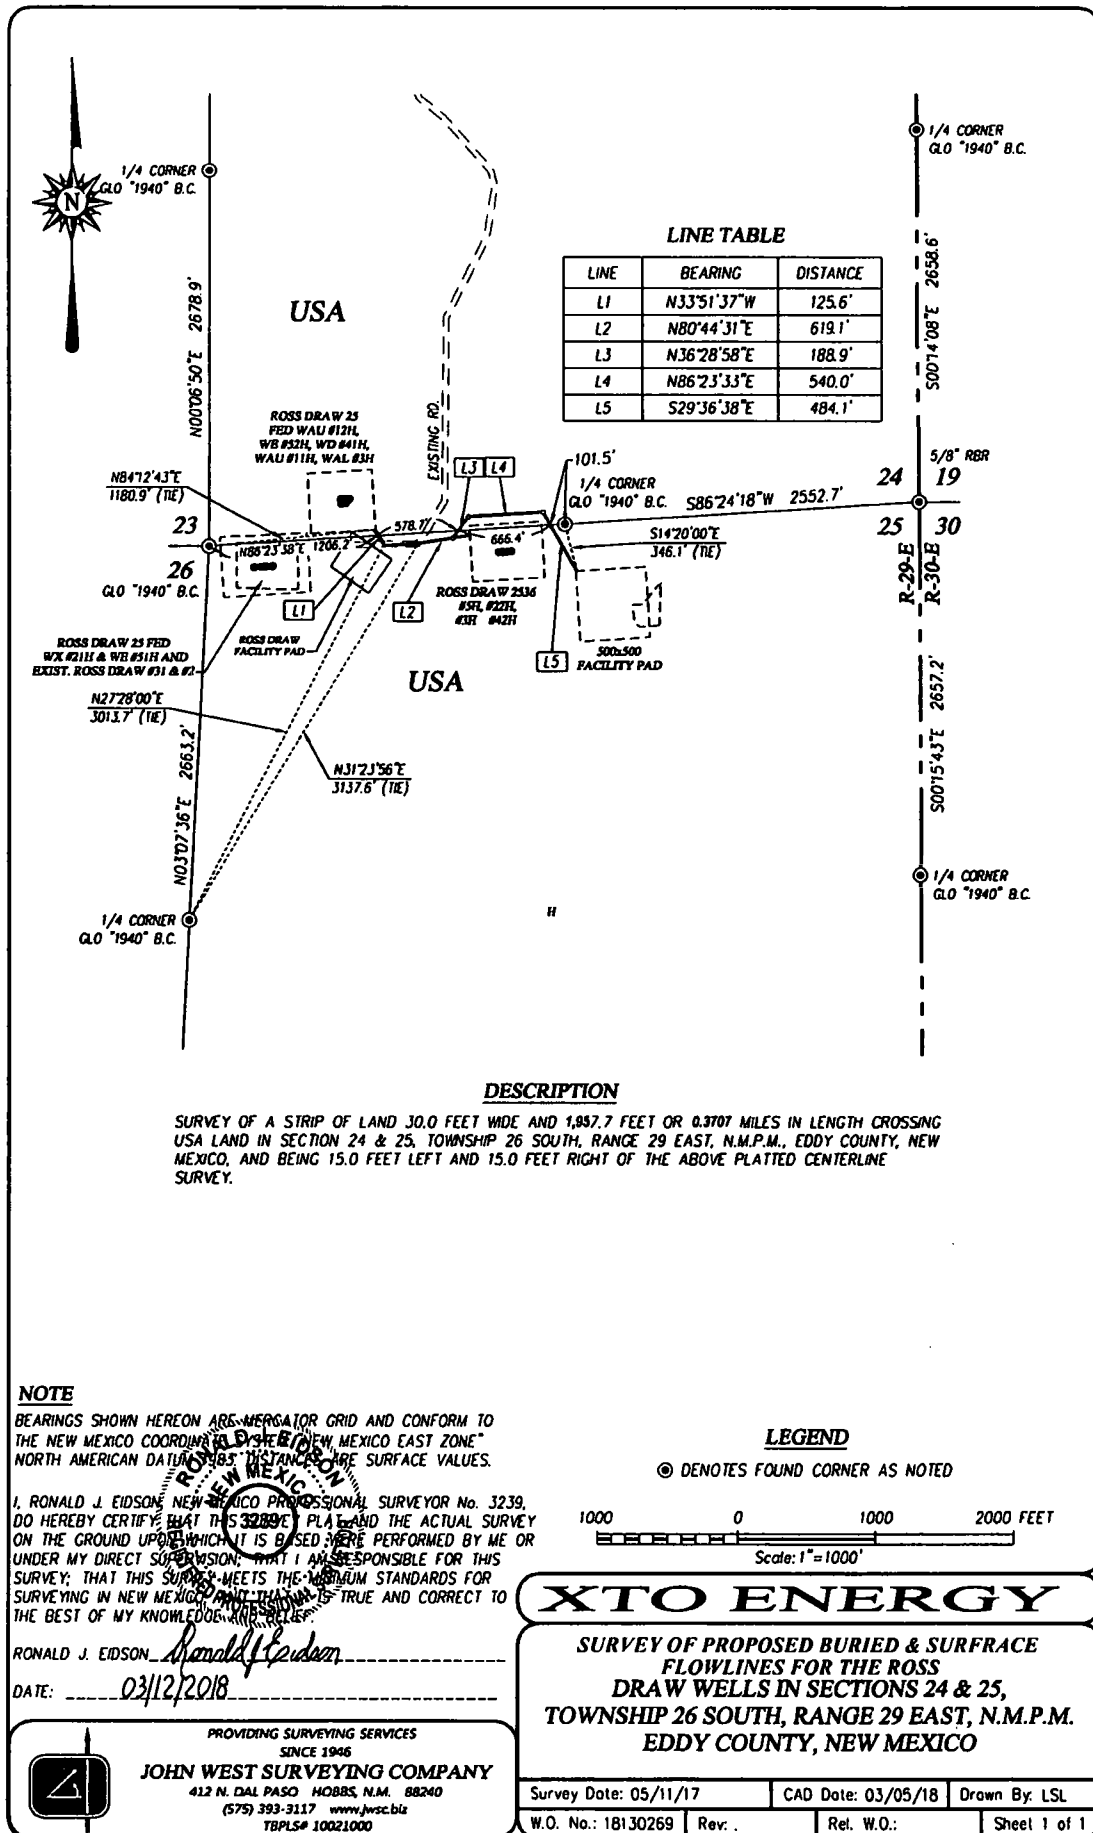 1/4 CORNER
GLO "1940" B.C.
1/4 CORNER
GLO "1940" B.C.
N
LINE TABLE
LINE BEARING DISTANCE
L1 N33°51'37"W 125.6'
L2 N80°44'31"E 619.1'
L3 N36°28'58"E 188.9'
L4 N86°23'33"E 540.0'
L5 S29°36'38"E 484.1'
S00°14'08"E 2658.6'
N00°06'50"E 2678.9'
USA
EXISTING RD.
ROSS DRAW 25
FED WAU #12H,
WB #52H, WD #41H,
WAU #11H, WAL #3H
N84°12'43"E
1180.9' (TIE)
L3 L4
101.5'
1/4 CORNER
GLO "1940" B.C.
S86°24'18"W 2552.7'
24 19
5/8" RBR
25 30
R-29-E
R-30-E
23
26
GLO "1940" B.C.
N86°23'38"E 1206.2'
578.7'
666.4'
S14°20'00"E
346.1' (TIE)
L1
L2
ROSS DRAW
FACILITY PAD
ROSS DRAW 2536
#5H, #22H,
#3H #42H
L5
500x500
FACILITY PAD
ROSS DRAW 25 FED
WX #21H & WB #51H AND
EXIST. ROSS DRAW #31 & #2
USA
N27°28'00"E
3013.7' (TIE)
N31°23'56"E
3137.6' (TIE)
N03°07'36"E 2663.2'
S00°15'43"E 2657.2'
1/4 CORNER
GLO "1940" B.C.
1/4 CORNER
GLO "1940" B.C.
H
DESCRIPTION
SURVEY OF A STRIP OF LAND 30.0 FEET WIDE AND 1,957.7 FEET OR 0.3707 MILES IN LENGTH CROSSING
USA LAND IN SECTION 24 & 25, TOWNSHIP 26 SOUTH, RANGE 29 EAST, N.M.P.M., EDDY COUNTY, NEW
MEXICO, AND BEING 15.0 FEET LEFT AND 15.0 FEET RIGHT OF THE ABOVE PLATTED CENTERLINE
SURVEY.
NOTE
BEARINGS SHOWN HEREON ARE MERCATOR GRID AND CONFORM TO
THE NEW MEXICO COORDINATE SYSTEM "NEW MEXICO EAST ZONE"
NORTH AMERICAN DATUM 1983. DISTANCES ARE SURFACE VALUES.
I, RONALD J. EIDSON, NEW MEXICO PROFESSIONAL SURVEYOR No. 3239,
DO HEREBY CERTIFY THAT THIS SURVEY PLAT AND THE ACTUAL SURVEY
ON THE GROUND UPON WHICH IT IS BASED WERE PERFORMED BY ME OR
UNDER MY DIRECT SUPERVISION; THAT I AM RESPONSIBLE FOR THIS
SURVEY; THAT THIS SURVEY MEETS THE MINIMUM STANDARDS FOR
SURVEYING IN NEW MEXICO, AND THAT IT IS TRUE AND CORRECT TO
THE BEST OF MY KNOWLEDGE AND BELIEF.
RONALD J. EIDSON
NEW MEXICO
3239
REGISTERED PROFESSIONAL SURVEYOR
RONALD J. EIDSON Ronald J Eidson
DATE: 03/12/2018
LEGEND
DENOTES FOUND CORNER AS NOTED
1000 0 1000 2000 FEET
Scale: 1"=1000'
XTO ENERGY
SURVEY OF PROPOSED BURIED & SURFRACE
FLOWLINES FOR THE ROSS
DRAW WELLS IN SECTIONS 24 & 25,
TOWNSHIP 26 SOUTH, RANGE 29 EAST, N.M.P.M.
EDDY COUNTY, NEW MEXICO
PROVIDING SURVEYING SERVICES
SINCE 1946
JOHN WEST SURVEYING COMPANY
412 N. DAL PASO HOBBS, N.M. 88240
(575) 393-3117 www.jwsc.biz
TBPLS# 10021000
Survey Date: 05/11/17 CAD Date: 03/05/18 Drawn By: LSL
W.O. No.: 18130269 Rev: . Rel. W.O.: Sheet 1 of 1